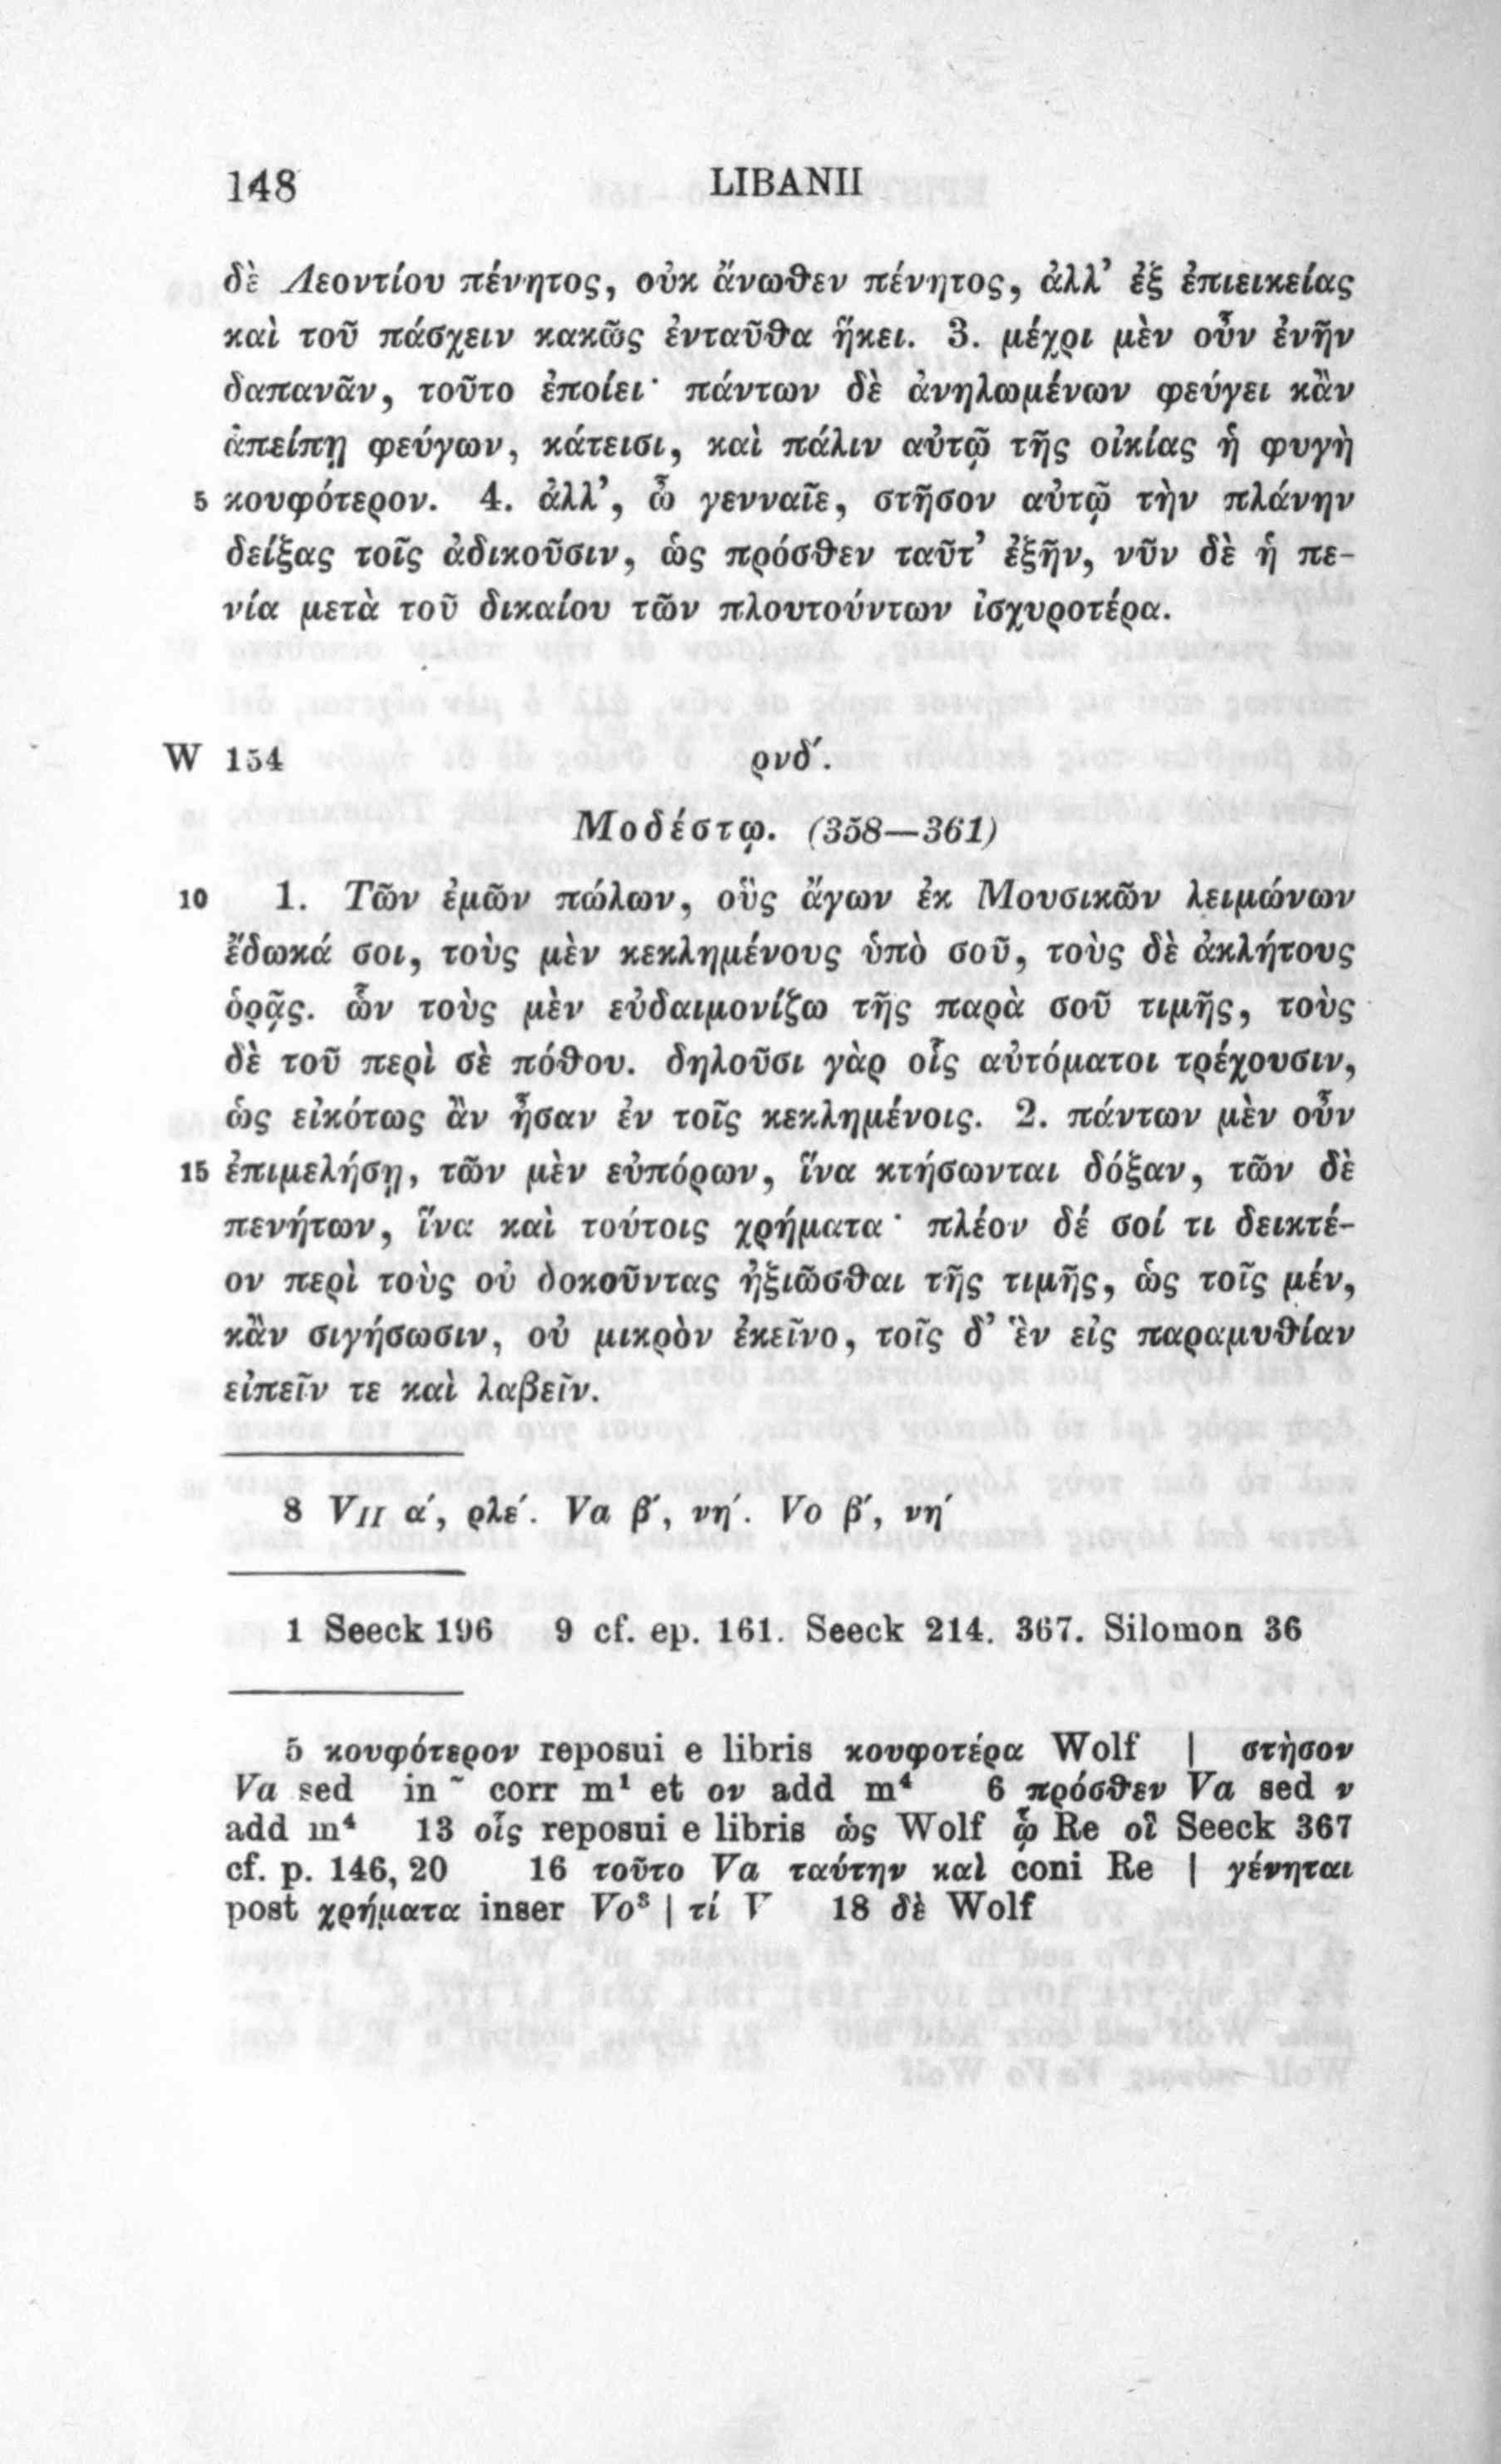 148 LIBANII
δὲ Λεοντίου πένητος, οὐκ ἄνωθεν πένητος, ἀλλ’ ἐξ ἐπιεικείας
καὶ τοῦ πάσχειν κακῶς ἐνταῦθα ἥκει. 3. μέχρι μὲν οὖν ἐνῆν
δαπανᾶν, τοῦτο ἐποίει· πάντων δὲ ἀνηλωμένων φεύγει κἂν
ἀπείπῃ φεύγων, κάτεισι, καὶ πάλιν αὐτῷ τῆς οἰκίας ἡ φυγὴ
5 κουφότερον. 4. ἀλλ’, ὦ γενναῖε, στῆσον αὐτῷ τὴν πλάνην
δείξας τοῖς ἀδικοῦσιν, ὡς πρόσθεν ταῦτ’ ἐξῆν, νῦν δὲ ἡ πε-
νία μετὰ τοῦ δικαίου τῶν πλουτούντων ἰσχυροτέρα.
W 154 ρνδ΄.
Μοδέστῳ. (358—361)
10 1. Τῶν ἐμῶν πώλων, οὓς ἄγων ἐκ Μουσικῶν λειμώνων
ἔδωκά σοι, τοὺς μὲν κεκλημένους ὑπὸ σοῦ, τοὺς δὲ ἀκλήτους
ὁρᾷς. ὧν τοὺς μὲν εὐδαιμονίζω τῆς παρὰ σοῦ τιμῆς, τοὺς
δὲ τοῦ περὶ σὲ πόθου. δηλοῦσι γὰρ οἷς αὐτόματοι τρέχουσιν,
ὡς εἰκότως ἂν ἦσαν ἐν τοῖς κεκλημένοις. 2. πάντων μὲν οὖν
15 ἐπιμελήσῃ, τῶν μὲν εὐπόρων, ἵνα κτήσωνται δόξαν, τῶν δὲ
πενήτων, ἵνα καὶ τούτοις χρήματα· πλέον δέ σοί τι δεικτέ-
ον περὶ τοὺς οὐ δοκοῦντας ἠξιῶσθαι τῆς τιμῆς, ὡς τοῖς μέν,
κἂν σιγήσωσιν, οὐ μικρὸν ἐκεῖνο, τοῖς δ’ ἓν εἰς παραμυθίαν
εἰπεῖν τε καὶ λαβεῖν.
8 VII α΄, ρλε΄. Va β΄, νη΄. Vo β΄, νη΄
1 Seeck 196 9 cf. ep. 161. Seeck 214. 367. Silomon 36
5 κουφότερον reposui e libris κουφοτέρα Wolf | στὴσον
Va sed ` in ῀ corr m¹ et ον add m⁴ 6 πρόσθεν Va sed ν
add m⁴ 13 οἷς reposui e libris ὡς Wolf ᾧ Re οἳ Seeck 367
cf. p. 146, 20 16 τοῦτο Va ταύτην καὶ coni Re | γένηται
post χρήματα inser Voˢ | τί V 18 δὲ Wolf